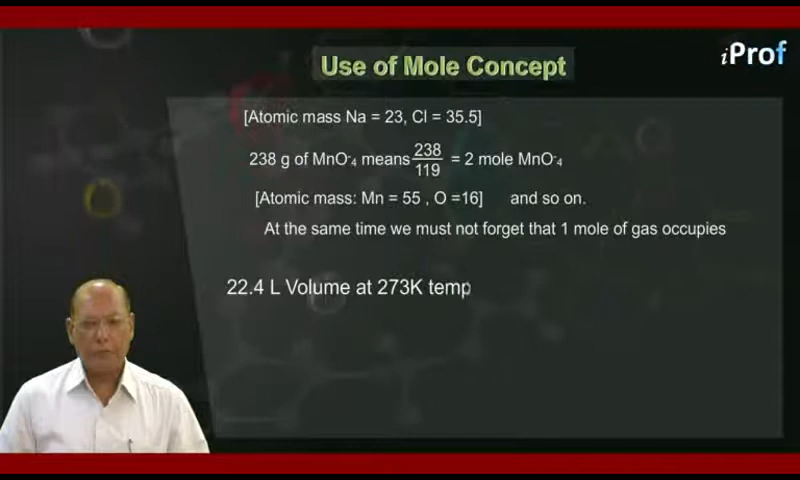 iProf
Use of Mole Concept
[Atomic mass Na = 23, Cl = 35.5]
238 g of MnO⁻₄ means 238/119 = 2 mole MnO⁻₄
[Atomic mass: Mn = 55 , O =16] and so on.
At the same time we must not forget that 1 mole of gas occupies
22.4 L Volume at 273K temp